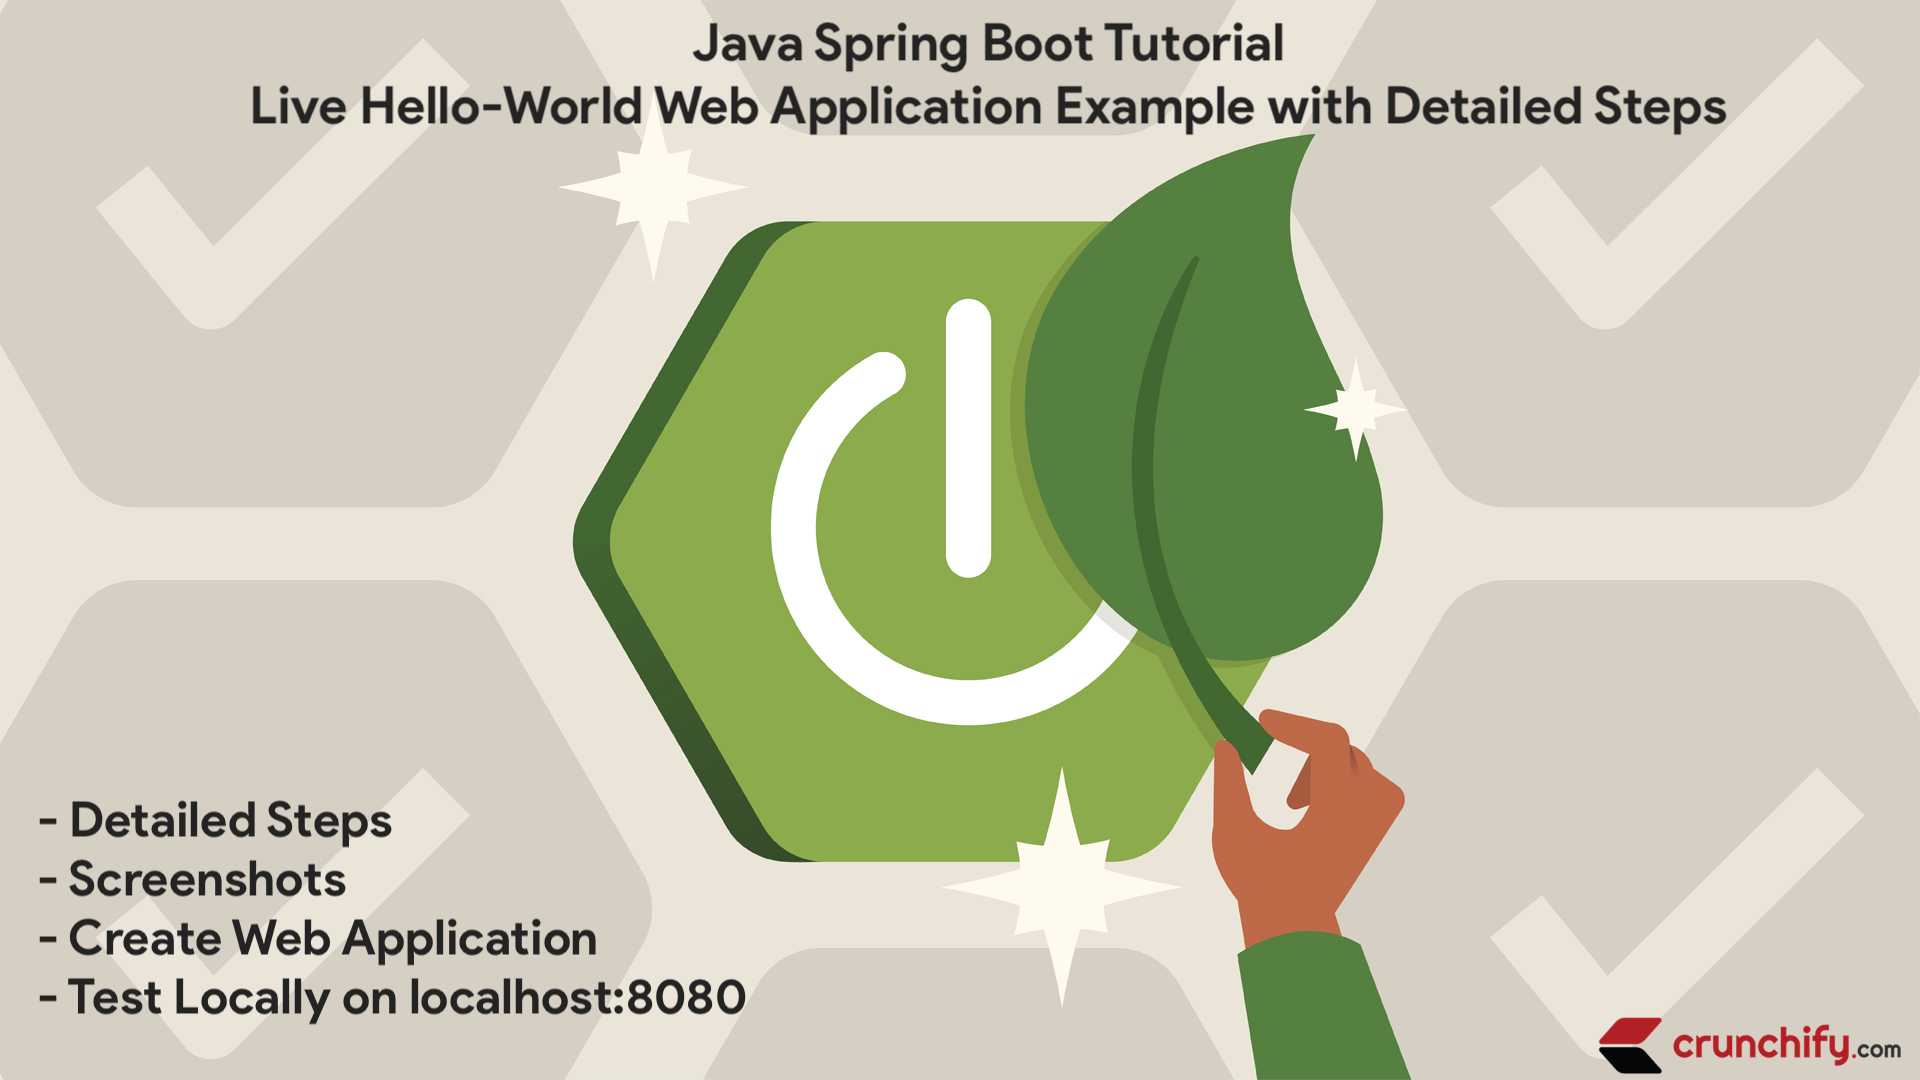 Java Spring Boot Tutorial
Live Hello-World Web Application Example with Detailed Steps
- Detailed Steps
- Screenshots
- Create Web Application
- Test Locally on localhost:8080
crunchify.com